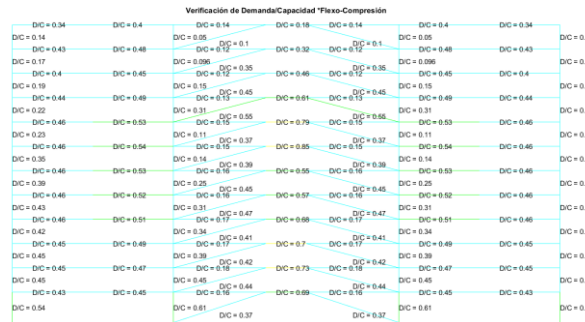 Verificación de Demanda/Capacidad "Flexo-Compresión
D/C = 0.34 D/C = 0.4 D/C = 0.14 D/C = 0.18 D/C = 0.14 D/C = 0.4 D/C = 0.34
D/C = 0.14 D/C = 0.05 D/C = 0.1 D/C = 0.1 D/C = 0.05 D/C = 0.
D/C = 0.43 D/C = 0.48 D/C = 0.12 D/C = 0.32 D/C = 0.12 D/C = 0.48 D/C = 0.43
D/C = 0.17 D/C = 0.096 D/C = 0.35 D/C = 0.35 D/C = 0.096 D/C = 0.
D/C = 0.4 D/C = 0.45 D/C = 0.12 D/C = 0.46 D/C = 0.12 D/C = 0.45 D/C = 0.4
D/C = 0.19 D/C = 0.15 D/C = 0.45 D/C = 0.45 D/C = 0.15 D/C = 0.
D/C = 0.44 D/C = 0.49 D/C = 0.13 D/C = 0.61 D/C = 0.13 D/C = 0.49 D/C = 0.44
D/C = 0.22 D/C = 0.31 D/C = 0.55 D/C = 0.55 D/C = 0.31 D/C = 0.
D/C = 0.46 D/C = 0.53 D/C = 0.15 D/C = 0.79 D/C = 0.15 D/C = 0.53 D/C = 0.46
D/C = 0.23 D/C = 0.11 D/C = 0.37 D/C = 0.37 D/C = 0.11 D/C = 0.
D/C = 0.46 D/C = 0.54 D/C = 0.15 D/C = 0.85 D/C = 0.15 D/C = 0.54 D/C = 0.46
D/C = 0.35 D/C = 0.14 D/C = 0.39 D/C = 0.39 D/C = 0.14 D/C = 0.
D/C = 0.46 D/C = 0.53 D/C = 0.16 D/C = 0.55 D/C = 0.16 D/C = 0.53 D/C = 0.46
D/C = 0.39 D/C = 0.25 D/C = 0.45 D/C = 0.45 D/C = 0.25 D/C = 0.
D/C = 0.46 D/C = 0.52 D/C = 0.16 D/C = 0.57 D/C = 0.16 D/C = 0.52 D/C = 0.46
D/C = 0.43 D/C = 0.31 D/C = 0.47 D/C = 0.47 D/C = 0.31 D/C = 0.
D/C = 0.46 D/C = 0.51 D/C = 0.17 D/C = 0.68 D/C = 0.17 D/C = 0.51 D/C = 0.46
D/C = 0.42 D/C = 0.34 D/C = 0.41 D/C = 0.41 D/C = 0.34 D/C = 0.
D/C = 0.45 D/C = 0.49 D/C = 0.17 D/C = 0.7 D/C = 0.17 D/C = 0.49 D/C = 0.45
D/C = 0.45 D/C = 0.39 D/C = 0.42 D/C = 0.42 D/C = 0.39 D/C = 0.
D/C = 0.45 D/C = 0.47 D/C = 0.18 D/C = 0.73 D/C = 0.18 D/C = 0.47 D/C = 0.45
D/C = 0.45 D/C = 0.45 D/C = 0.44 D/C = 0.44 D/C = 0.45 D/C = 0.
D/C = 0.43 D/C = 0.45 D/C = 0.16 D/C = 0.69 D/C = 0.16 D/C = 0.45 D/C = 0.43
D/C = 0.54 D/C = 0.61 D/C = 0.37 D/C = 0.37 D/C = 0.61 D/C = 0.